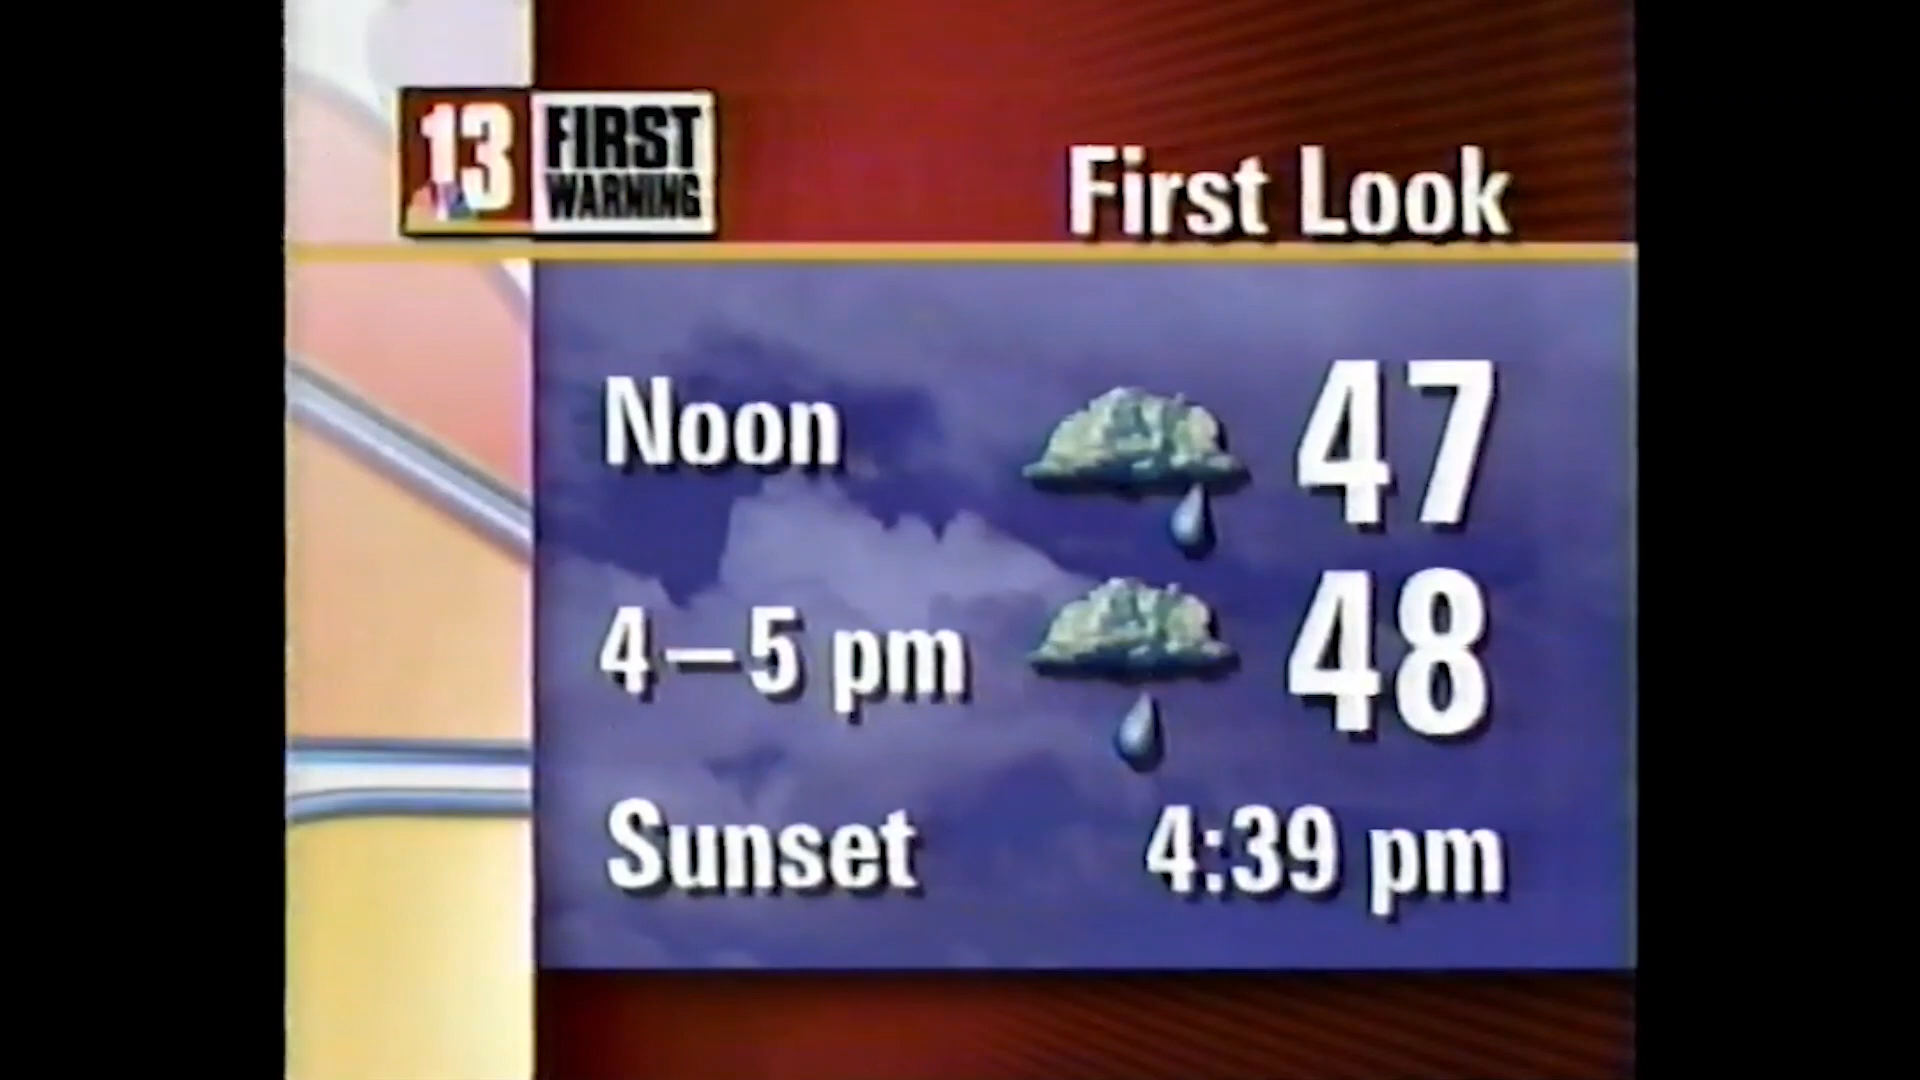 13 FIRST
WARNING
First Look
Noon 47
4–5 pm 48
Sunset 4:39 pm